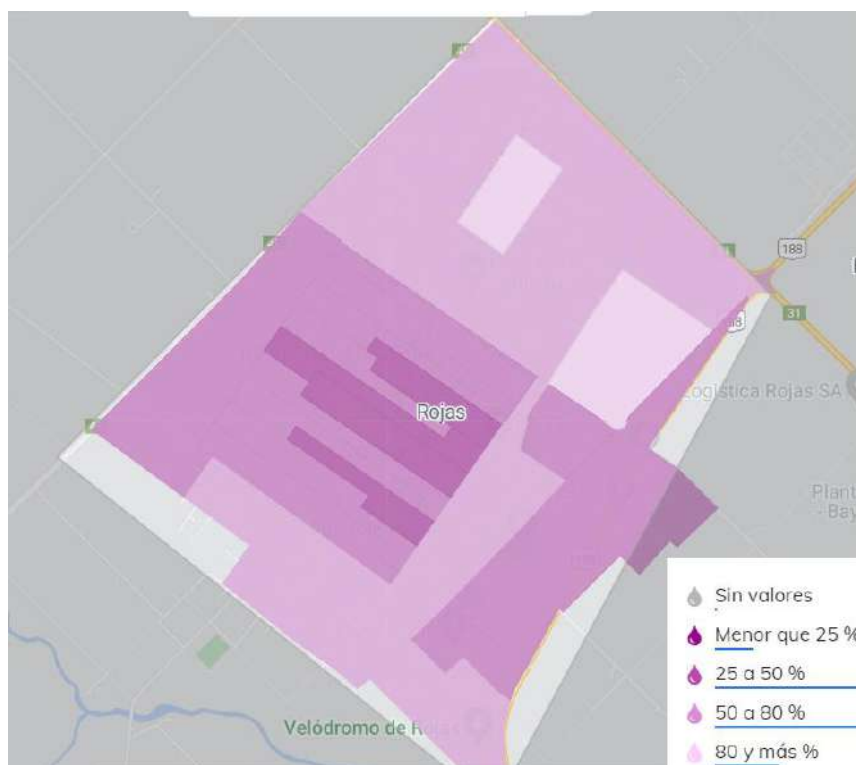 188
31
Rojas
Logística Rojas SA
Plant
- Bay
Sin valores
Menor que 25 %
25 a 50 %
50 a 80 %
80 y más %
Velódromo de Rojas